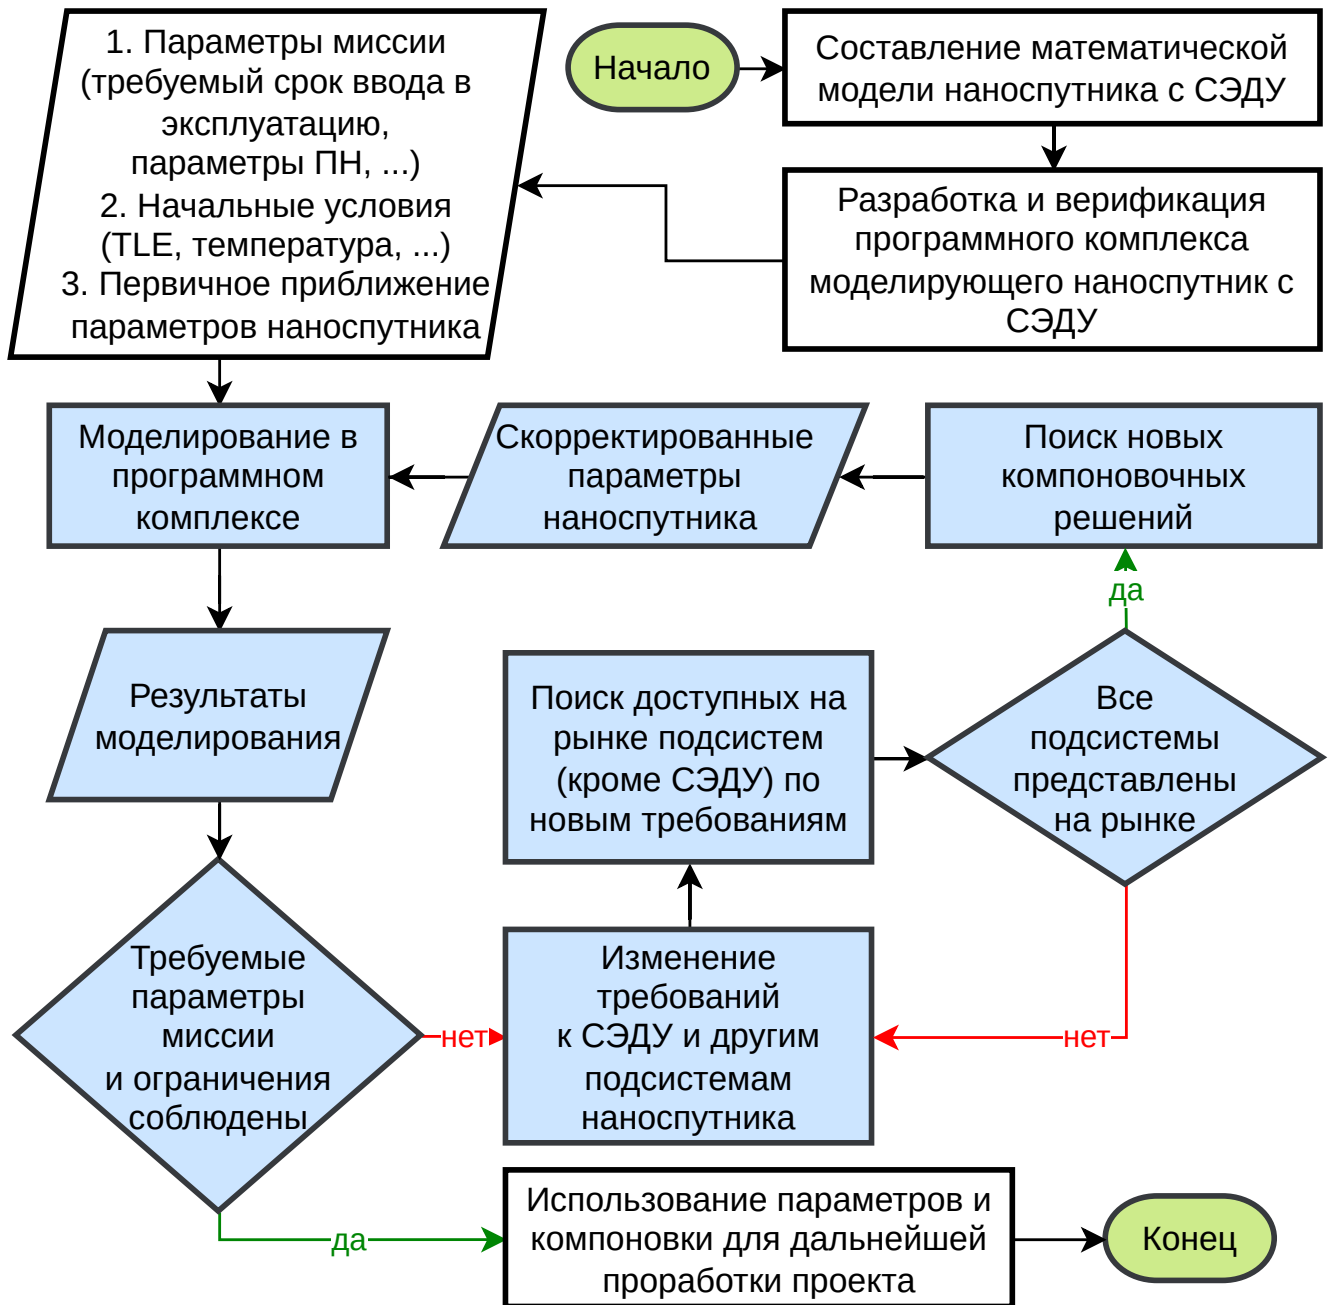 Начало
Составление математической
модели наноспутника с СЭДУ
Разработка и верификация
программного комплекса
моделирующего наноспутник с
СЭДУ
1. Параметры миссии
(требуемый срок ввода в
эксплуатацию,
параметры ПН, ...)
2. Начальные условия
(TLE, температура, ...)
3. Первичное приближение
параметров наноспутника
Моделирование в
программном
комплексе
Скорректированные
параметры
наноспутника
Поиск новых
компоновочных
решений
да
Результаты
моделирования
Поиск доступных на
рынке подсистем
(кроме СЭДУ) по
новым требованиям
Все
подсистемы
представлены
на рынке
Требуемые
параметры
миссии
и ограничения
соблюдены
нет
Изменение
требований
к СЭДУ и другим
подсистемам
наноспутника
нет
да
Использование параметров и
компоновки для дальнейшей
проработки проекта
Конец